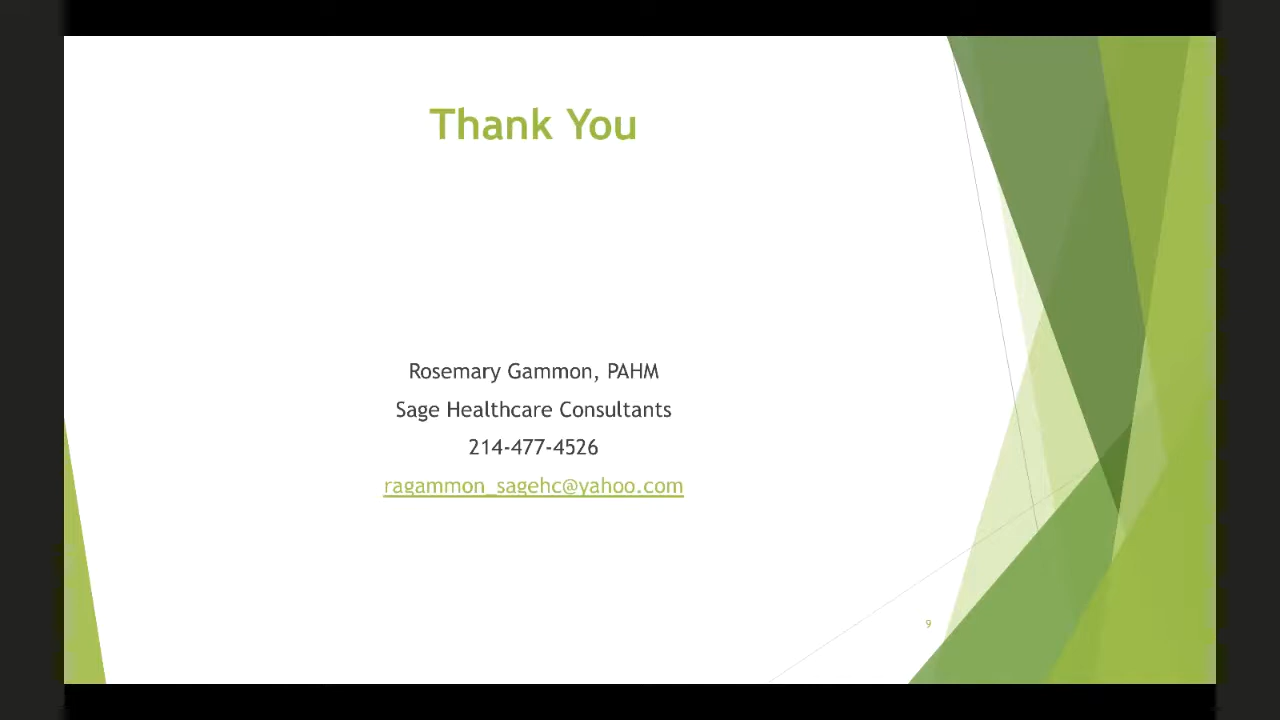 Thank You
Rosemary Gammon, PAHM
Sage Healthcare Consultants
214-477-4526
ragammon_sagehc@yahoo.com
9